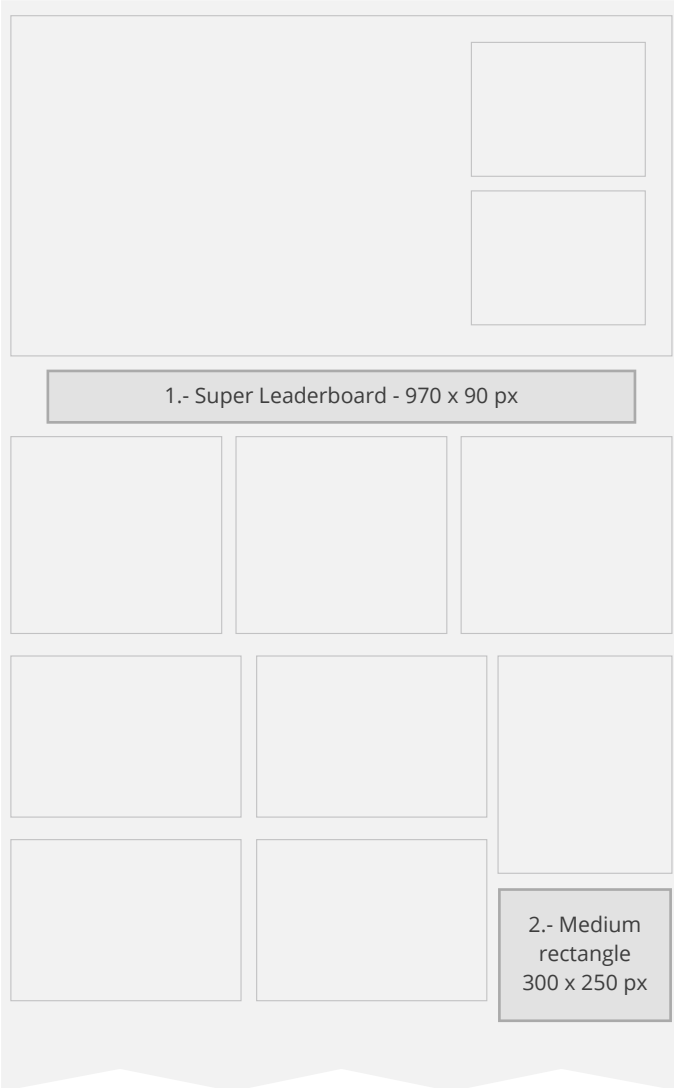 1.- Super Leaderboard - 970 x 90 px
2.- Medium
rectangle
300 x 250 px